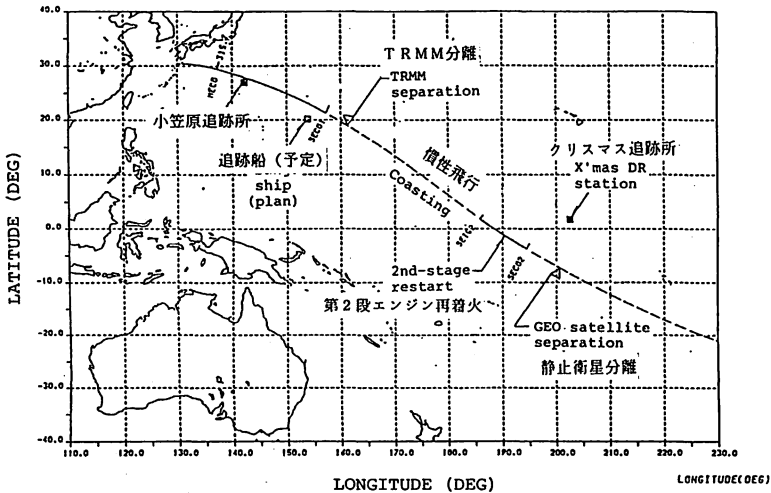 40.0
30.0
20.0
10.0
0.0
-10.0
-20.0
-30.0
-40.0
LATITUDE (DEG)
TRMM分離
TRMM
separation
小笠原追跡所
追跡船(予定)
ship
(plan)
SECO1
慣性飛行
Coasting
クリスマス追跡所
X'mas DR
station
SEIG2
SECO2
2nd-stage
restart
第2段エンジン再着火
GEO satellite
separation
静止衛星分離
110.0 120.0 130.0 140.0 150.0 160.0 170.0 180.0 190.0 200.0 210.0 220.0 230.0
LONGITUDE (DEG)
LONGITUDE(DEG)